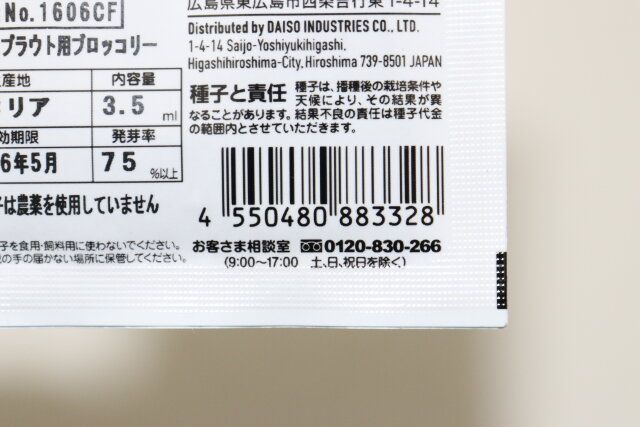 No.1606CF
プラウト用ブロッコリー
産地 内容量
リア 3.5 ml
効期限 発芽率
6年5月 75 %以上
は農薬を使用していません
子を食用・飼料用に使わないでください。
の手の届かない場所に保管してください。
広島県東広島市西条吉行東1-4-14
Distributed by DAISO INDUSTRIES CO., LTD.
1-4-14 Saijo-Yoshiyukihigashi,
Higashihiroshima-City, Hiroshima 739-8501 JAPAN
種子と責任 種子は、播種後の栽培条件や
天候により、その結果が異
なることがあります。結果不良の責任は種子代金
の範囲内とさせていただきます。
4 550480 883328
お客さま相談室 0120-830-266
(9:00〜17:00 土、日、祝日を除く)